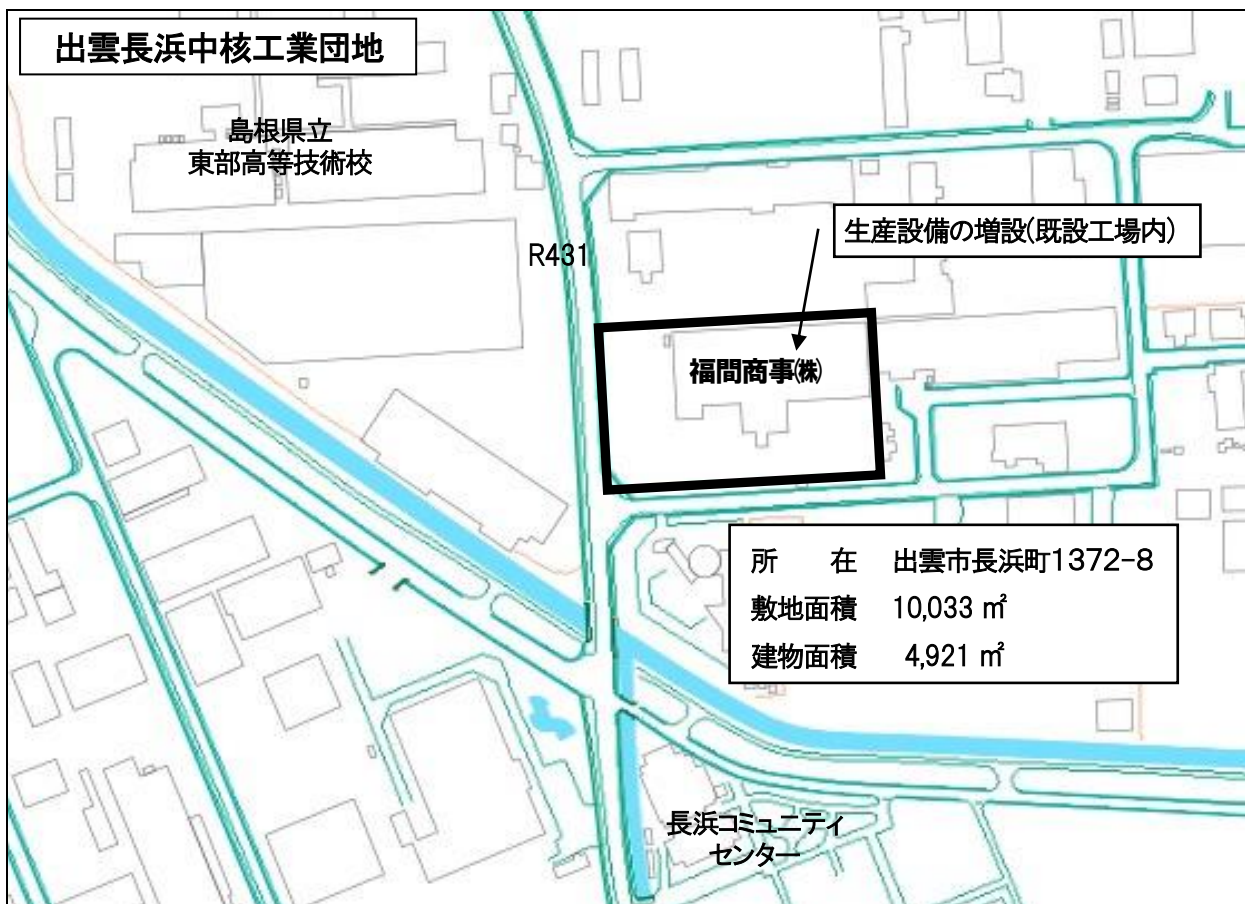 出雲長浜中核工業団地
島根県立
東部高等技術校
R431
生産設備の増設(既設工場内)
福間商事㈱
所　　在　出雲市長浜町1372-8
敷地面積　10,033 ㎡
建物面積　4,921 ㎡
長浜コミュニティ
センター